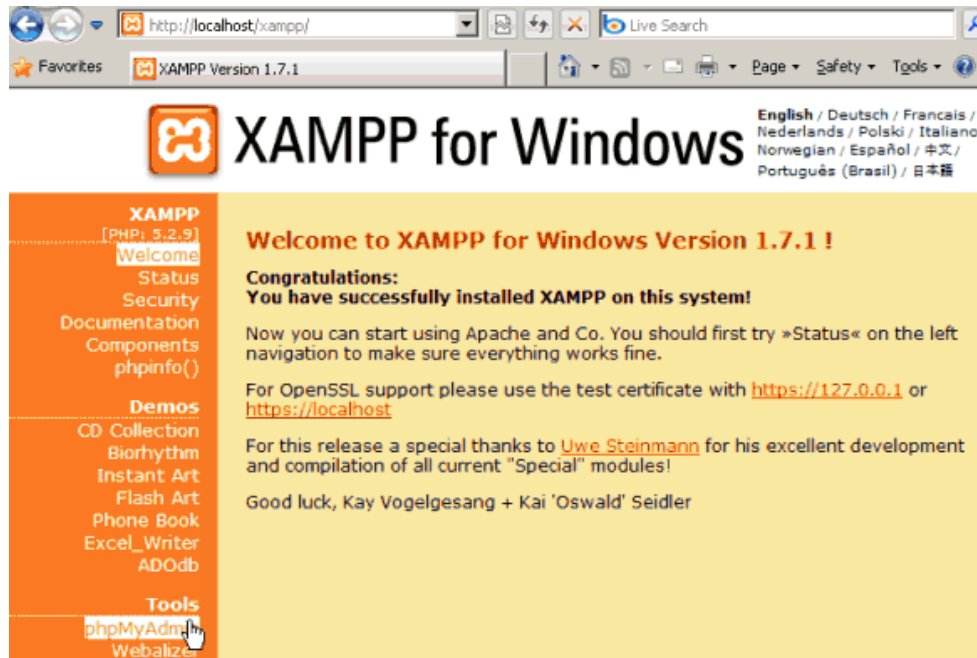 http://localhost/xampp/
Live Search
Favorites
XAMPP Version 1.7.1
Page
Safety
Tools
XAMPP for Windows
English / Deutsch / Francais /
Nederlands / Polski / Italiano
Norwegian / Español / 中文 /
Português (Brasil) / 日本語
XAMPP
[PHP: 5.2.9]
Welcome
Status
Security
Documentation
Components
phpinfo()
Demos
CD Collection
Biorhythm
Instant Art
Flash Art
Phone Book
Excel_Writer
ADOdb
Tools
phpMyAdmin
Webalizer
Welcome to XAMPP for Windows Version 1.7.1 !
Congratulations:
You have successfully installed XAMPP on this system!
Now you can start using Apache and Co. You should first try »Status« on the left
navigation to make sure everything works fine.
For OpenSSL support please use the test certificate with https://127.0.0.1 or
https://localhost
For this release a special thanks to Uwe Steinmann for his excellent development
and compilation of all current "Special" modules!
Good luck, Kay Vogelgesang + Kai 'Oswald' Seidler